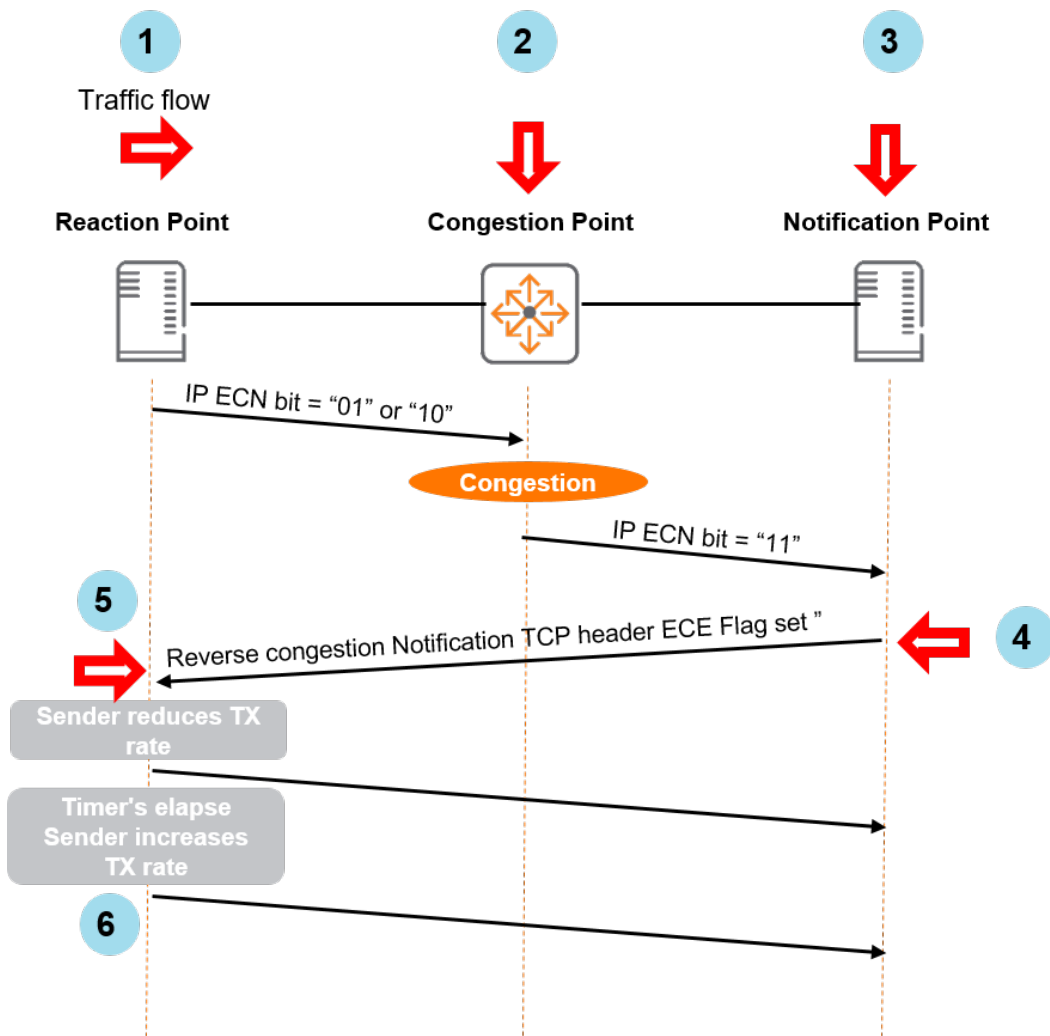 1
2
3
Traffic flow
Reaction Point
Congestion Point
Notification Point
IP ECN bit = “01” or “10”
Congestion
IP ECN bit = “11”
5
Reverse congestion Notification TCP header ECE Flag set ”
4
Sender reduces TX
rate
Timer's elapse
Sender increases
TX rate
6